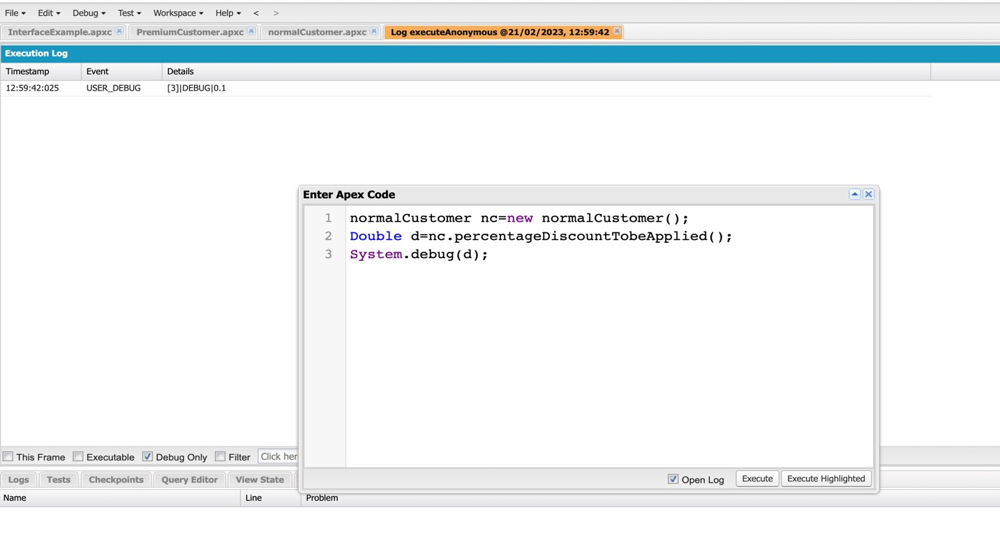 File Edit Debug Test Workspace Help < >
InterfaceExample.apxc PremiumCustomer.apxc normalCustomer.apxc Log executeAnonymous @21/02/2023, 12:59:42
Execution Log
Timestamp Event Details
12:59:42:025 USER_DEBUG [3]|DEBUG|0.1
Enter Apex Code
1 normalCustomer nc=new normalCustomer();
2 Double d=nc.percentageDiscountTobeApplied();
3 System.debug(d);
This Frame Executable Debug Only Filter Click her
Open Log Execute Execute Highlighted
Logs Tests Checkpoints Query Editor View State
Name Line Problem